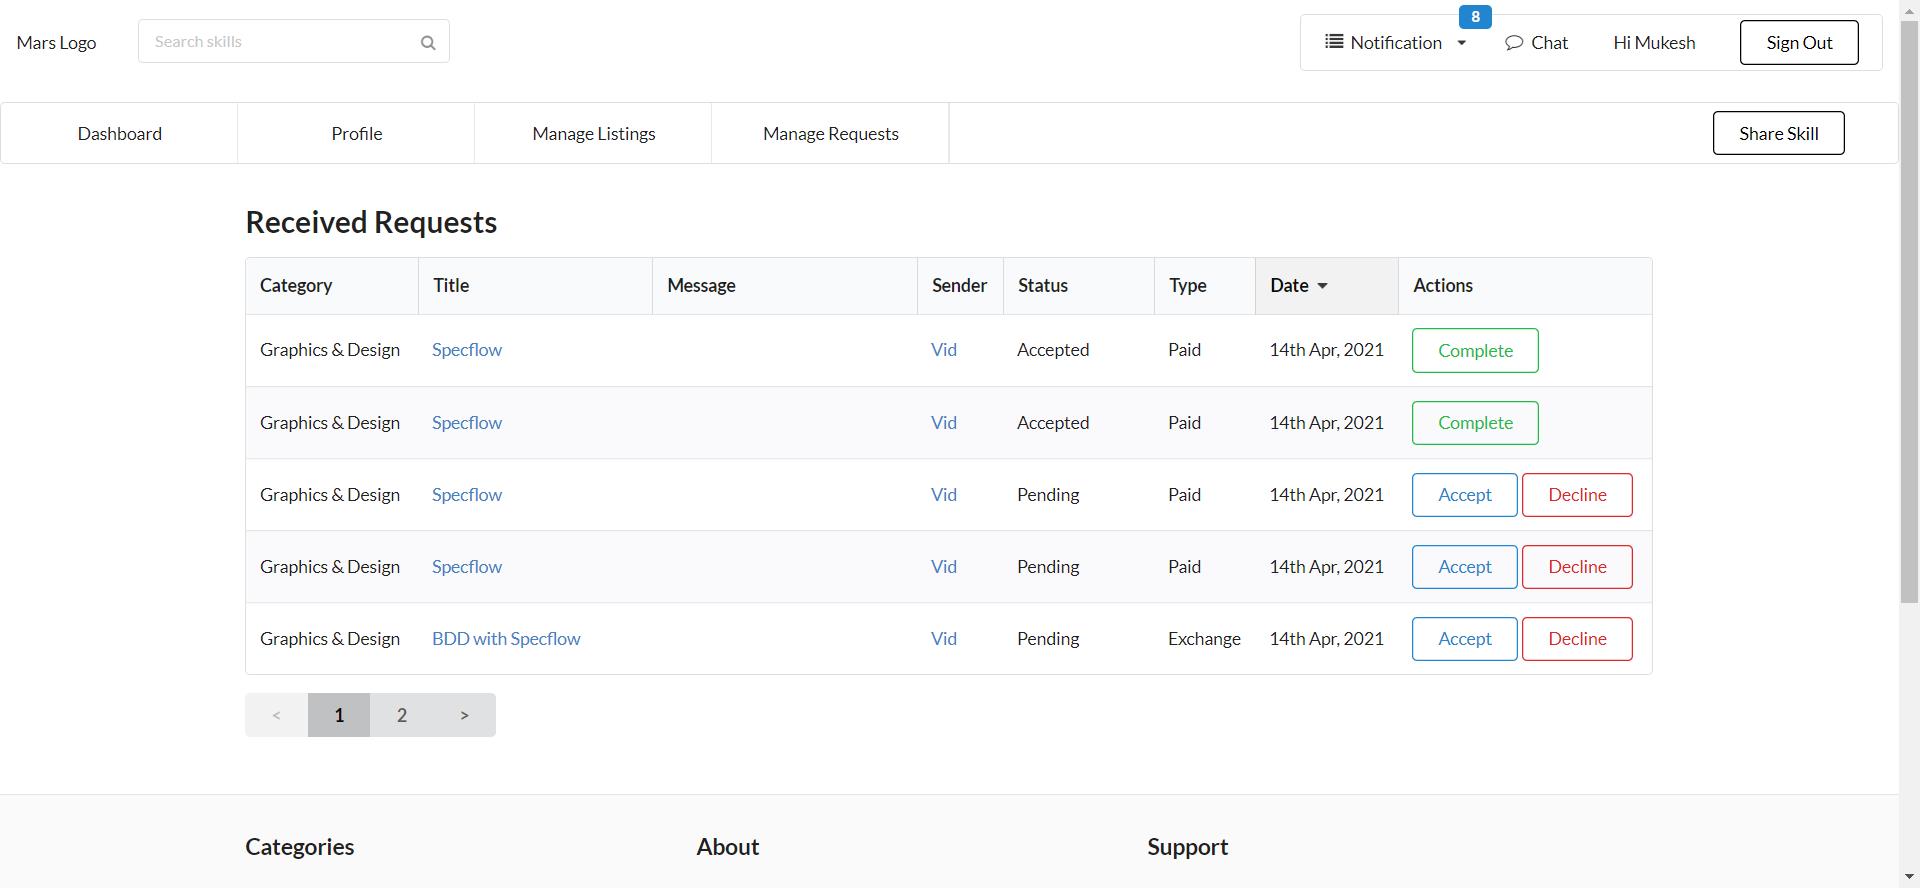 8
Mars Logo Search skills Notification Chat Hi Mukesh Sign Out
Dashboard Profile Manage Listings Manage Requests Share Skill
Received Requests
Category Title Message Sender Status Type Date Actions
Graphics & Design Specflow Vid Accepted Paid 14th Apr, 2021 Complete
Graphics & Design Specflow Vid Accepted Paid 14th Apr, 2021 Complete
Graphics & Design Specflow Vid Pending Paid 14th Apr, 2021 Accept Decline
Graphics & Design Specflow Vid Pending Paid 14th Apr, 2021 Accept Decline
Graphics & Design BDD with Specflow Vid Pending Exchange 14th Apr, 2021 Accept Decline
< 1 2 >
Categories About Support